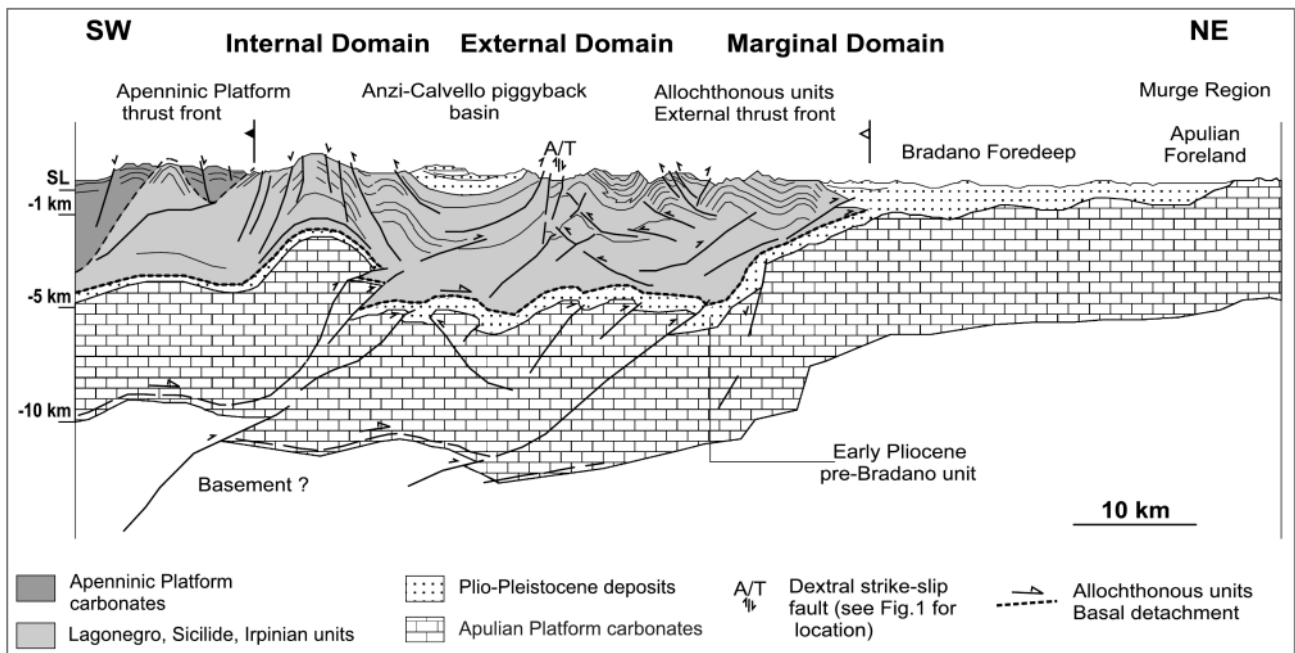 SW
NE
Internal Domain
External Domain
Marginal Domain
Apenninic Platform
thrust front
Anzi-Calvello piggyback
basin
Allochthonous units
External thrust front
Murge Region
A/T
Bradano Foredeep
Apulian
Foreland
SL
-1 km
-5 km
-10 km
Basement ?
Early Pliocene
pre-Bradano unit
10 km
Apenninic Platform
carbonates
Lagonegro, Sicilide, Irpinian units
Plio-Pleistocene deposits
Apulian Platform carbonates
A/T
Dextral strike-slip
fault (see Fig.1 for
location)
Allochthonous units
Basal detachment